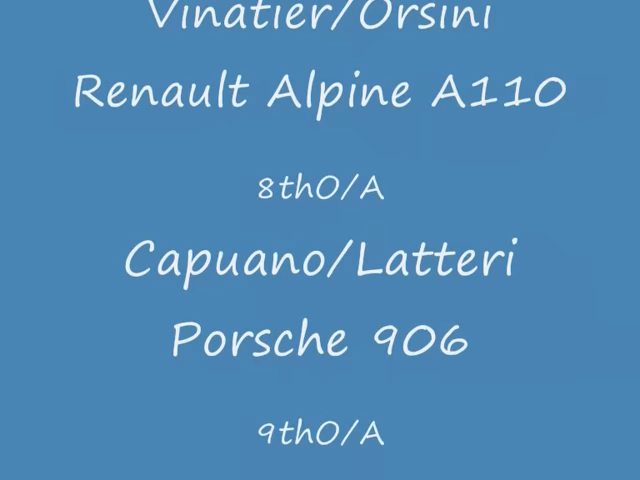 Vinatier/Orsini
Renault Alpine A110
8thO/A
Capuano/Latteri
Porsche 906
9thO/A